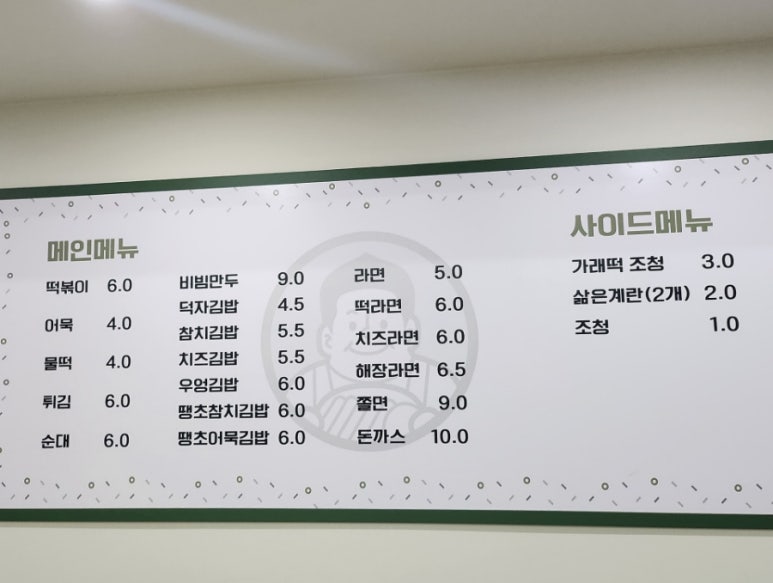 메인메뉴
떡볶이 6.0
어묵 4.0
물떡 4.0
튀김 6.0
순대 6.0
비빔만두 9.0
덕자김밥 4.5
참치김밥 5.5
치즈김밥 5.5
우엉김밥 6.0
땡초참치김밥 6.0
땡초어묵김밥 6.0
라면 5.0
떡라면 6.0
치즈라면 6.0
해장라면 6.5
쫄면 9.0
돈까스 10.0
사이드메뉴
가래떡 조청 3.0
삶은계란(2개) 2.0
조청 1.0